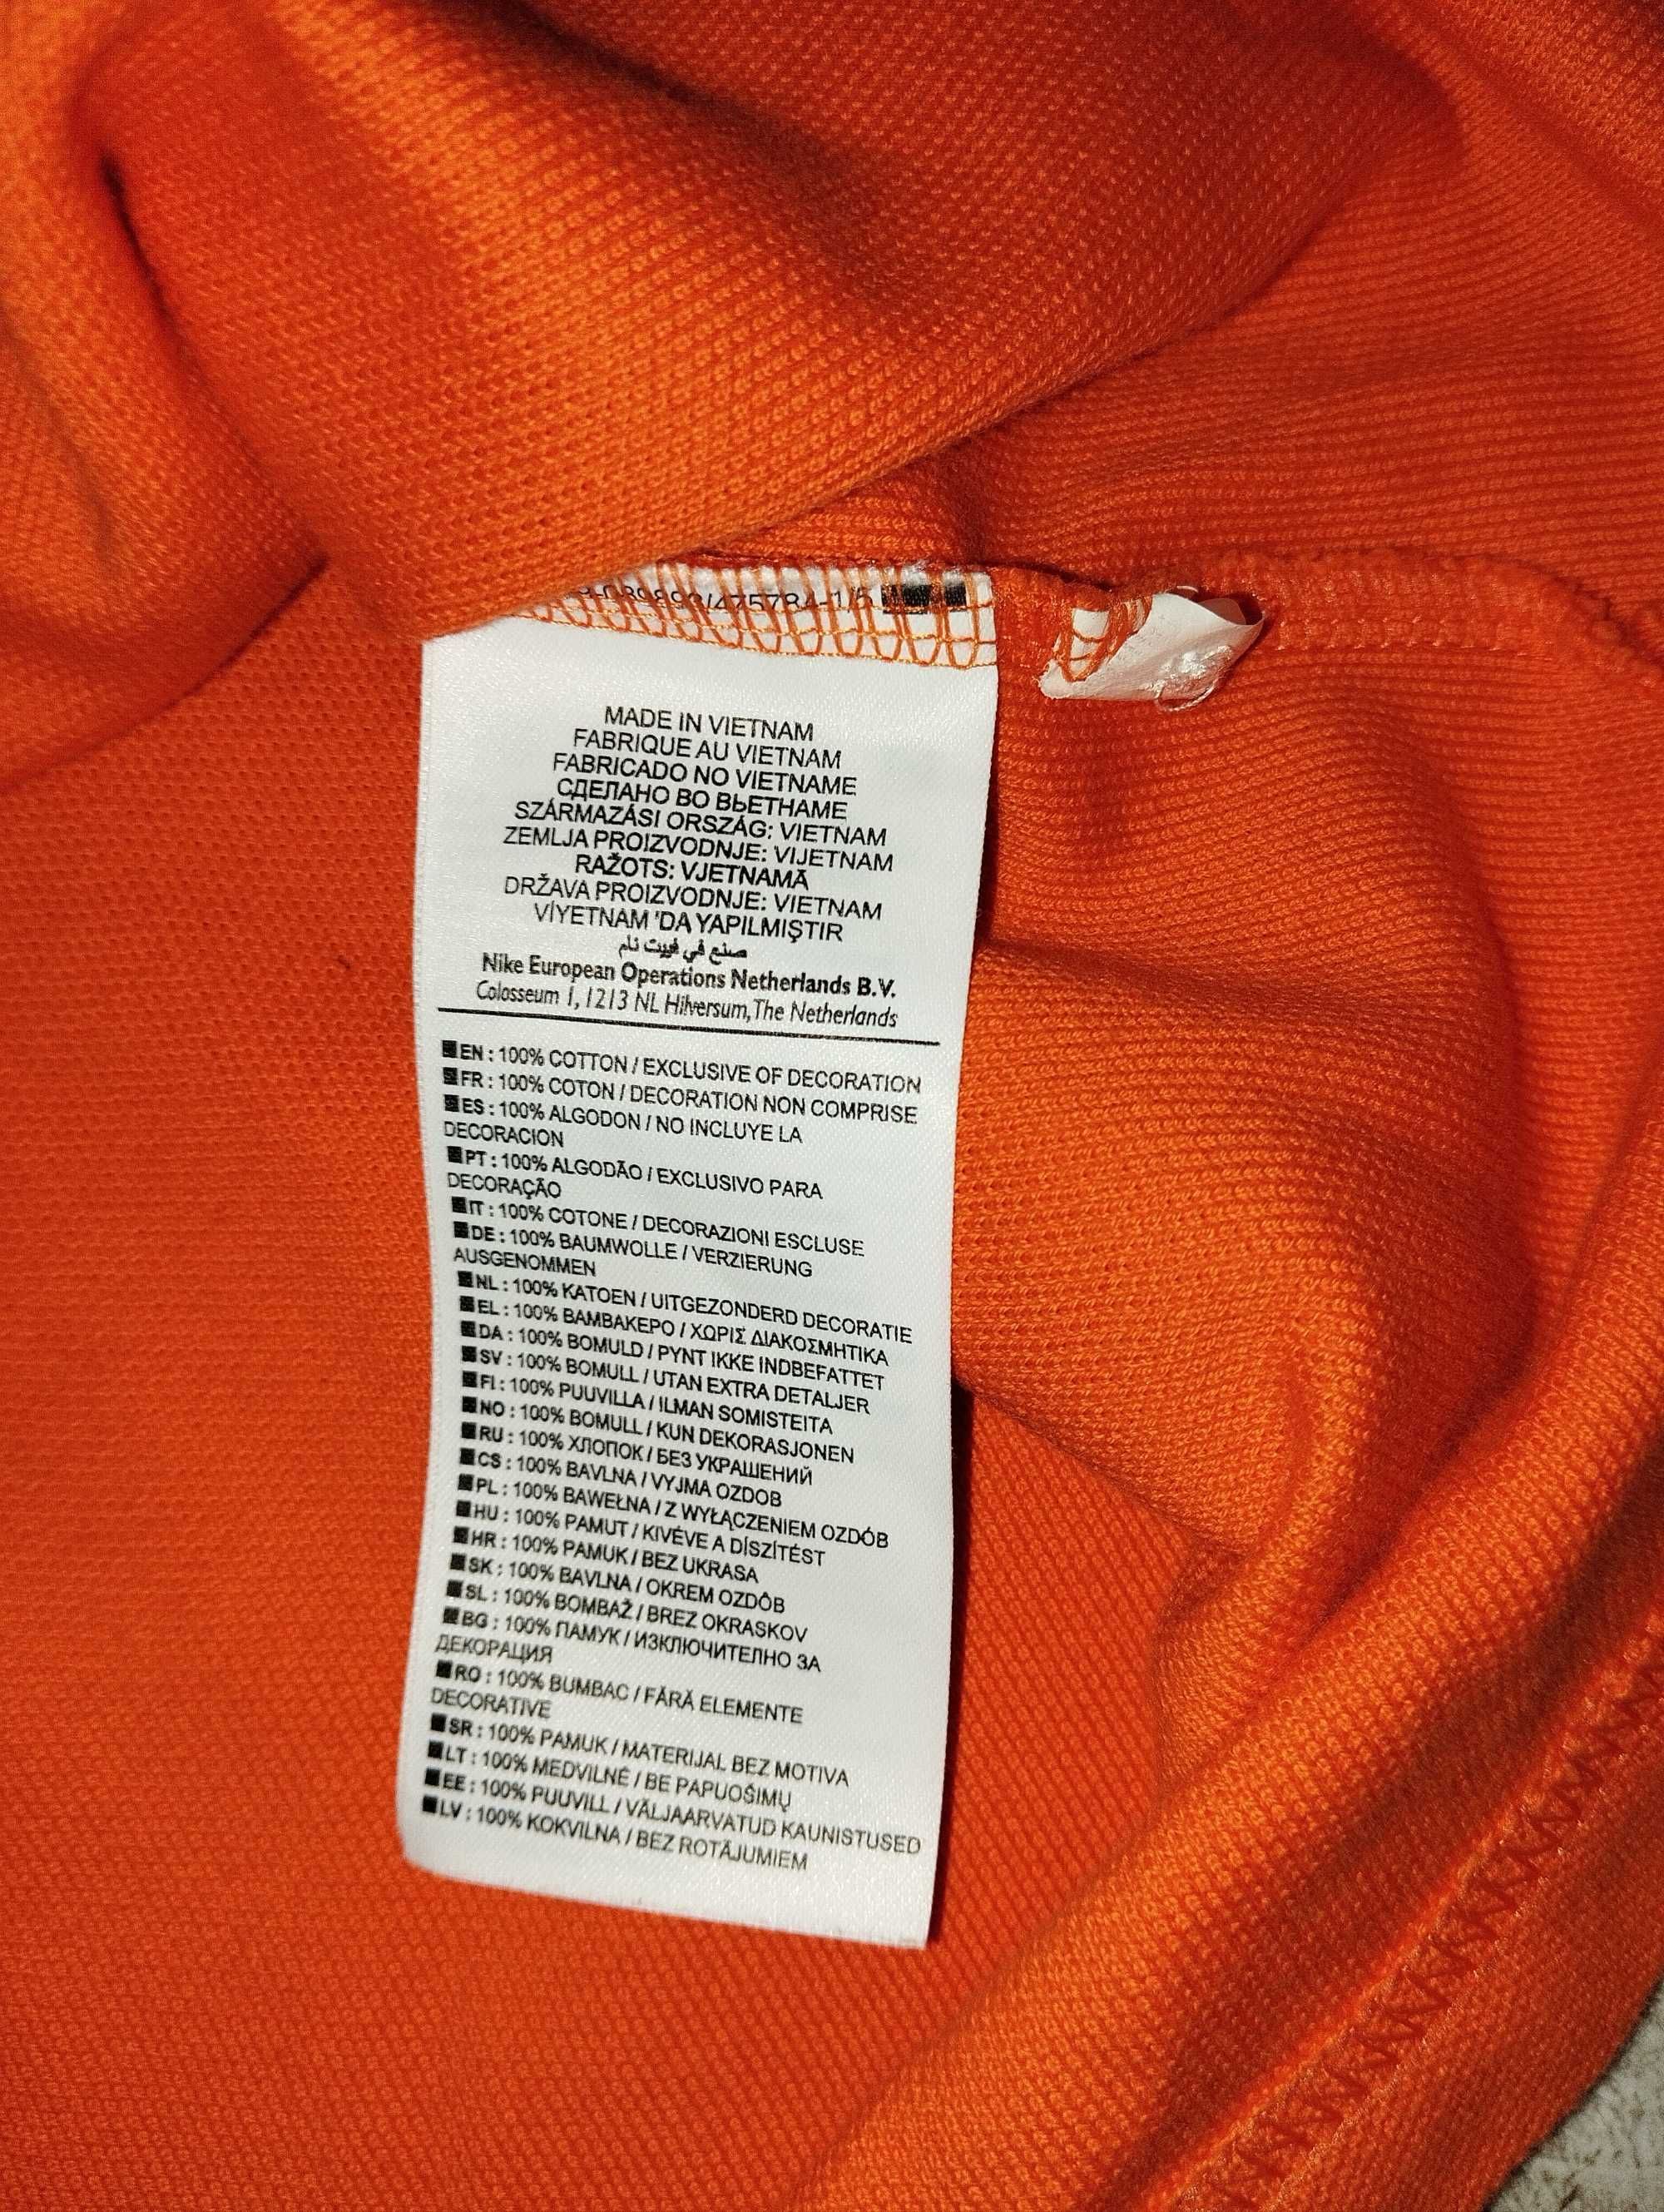 MADE IN VIETNAM
FABRIQUE AU VIETNAM
FABRICADO NO VIETNAME
СДЕЛАНО ВО ВЬЕТНАМЕ
SZÁRMAZÁSI ORSZÁG: VIETNAM
ZEMLJA PROIZVODNJE: VIJETNAM
RAŽOTS: VJETNAMĀ
DRŽAVA PROIZVODNJE: VIETNAM
VİYETNAM 'DA YAPILMIŞTIR
صنع في فييت نام
Nike European Operations Netherlands B.V.
Colosseum 1, 1213 NL Hilversum, The Netherlands
EN : 100% COTTON / EXCLUSIVE OF DECORATION
FR : 100% COTON / DECORATION NON COMPRISE
ES : 100% ALGODON / NO INCLUYE LA
DECORACION
PT : 100% ALGODÃO / EXCLUSIVO PARA
DECORAÇÃO
IT : 100% COTONE / DECORAZIONI ESCLUSE
DE : 100% BAUMWOLLE / VERZIERUNG
AUSGENOMMEN
NL : 100% KATOEN / UITGEZONDERD DECORATIE
EL : 100% ΒΑΜΒΑΚΕΡΟ / ΧΩΡΙΣ ΔΙΑΚΟΣΜΗΤΙΚΑ
DA : 100% BOMULD / PYNT IKKE INDBEFATTET
SV : 100% BOMULL / UTAN EXTRA DETALJER
FI : 100% PUUVILLA / ILMAN SOMISTEITA
NO : 100% BOMULL / KUN DEKORASJONEN
RU : 100% ХЛОПОК / БЕЗ УКРАШЕНИЙ
CS : 100% BAVLNA / VYJMA OZDOB
PL : 100% BAWEŁNA / Z WYŁĄCZENIEM OZDÓB
HU : 100% PAMUT / KIVÉVE A DÍSZÍTÉST
HR : 100% PAMUK / BEZ UKRASA
SK : 100% BAVLNA / OKREM OZDÔB
SL : 100% BOMBAŽ / BREZ OKRASKOV
BG : 100% ПАМУК / ИЗКЛЮЧИТЕЛНО ЗА
ДЕКОРАЦИЯ
RO : 100% BUMBAC / FĂRĂ ELEMENTE
DECORATIVE
SR : 100% PAMUK / MATERIJAL BEZ MOTIVA
LT : 100% MEDVILNĖ / BE PAPUOŠIMŲ
EE : 100% PUUVILL / VÄLJAARVATUD KAUNISTUSED
LV : 100% KOKVILNA / BEZ ROTĀJUMIEM